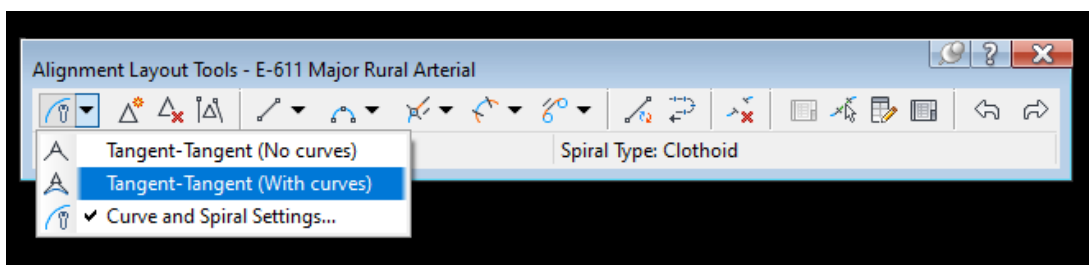 Alignment Layout Tools - E-611 Major Rural Arterial
Tangent-Tangent (No curves)
Spiral Type: Clothoid
Tangent-Tangent (With curves)
Curve and Spiral Settings...